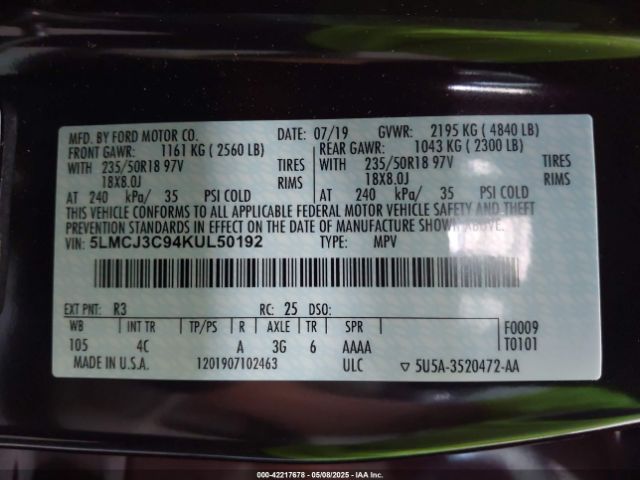 MFD. BY FORD MOTOR CO. DATE: 07/19 GVWR: 2195 KG ( 4840 LB)
FRONT GAWR: 1161 KG ( 2560 LB) REAR GAWR: 1043 KG ( 2300 LB)
WITH 235/50R18 97V TIRES WITH 235/50R18 97V TIRES
18X8.0J RIMS 18X8.0J RIMS
AT 240 kPa/ 35 PSI COLD AT 240 kPa/ 35 PSI COLD
THIS VEHICLE CONFORMS TO ALL APPLICABLE FEDERAL MOTOR VEHICLE SAFETY AND THEFT
PREVENTION STANDARDS IN EFFECT ON THE DATE OF MANUFACTURE SHOWN ABOVE.
VIN: 5LMCJ3C94KUL50192 TYPE: MPV
EXT PNT: R3 RC: 25 DSO:
WB INT TR TP/PS R AXLE TR SPR F0009
105 4C A 3G 6 AAAA T0101
MADE IN U.S.A. 1201907102463 ULC ▽ 5U5A-3520472-AA
000-42217678 - 05/08/2025 - IAAI.COM